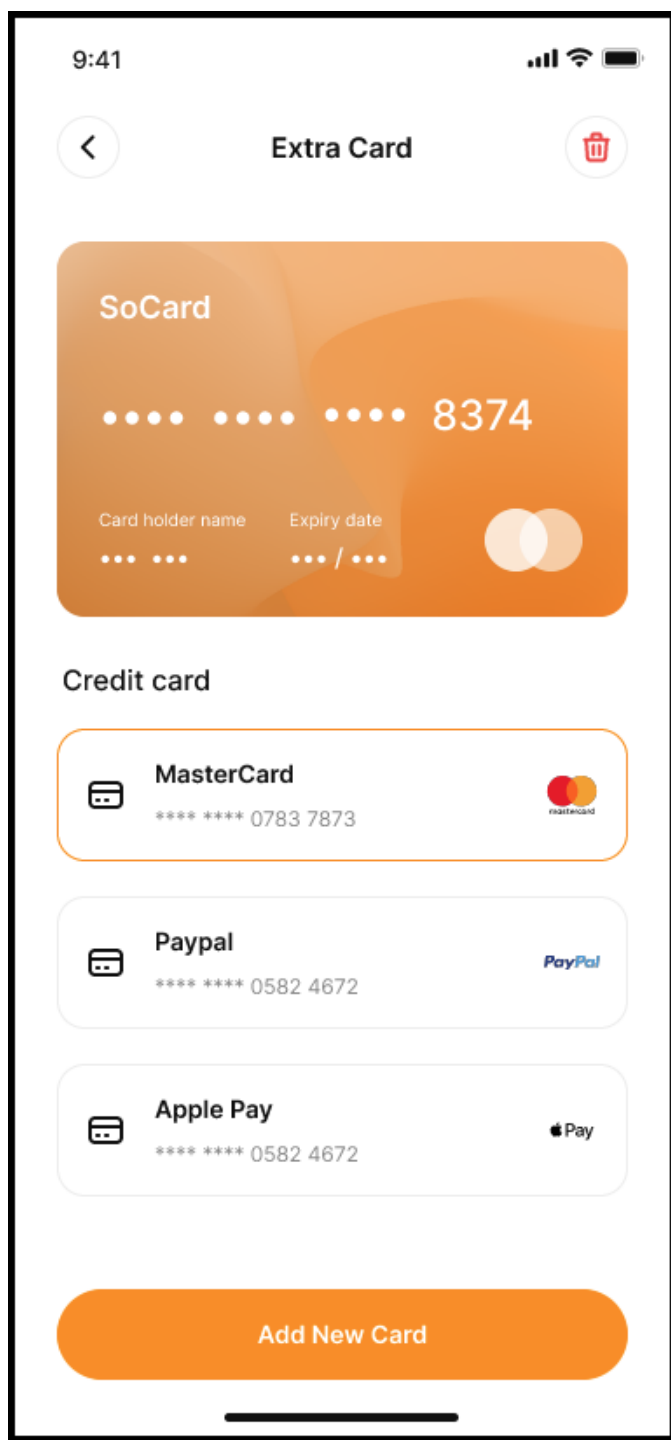 9:41
Extra Card
SoCard
•••• •••• •••• 8374
Card holder name Expiry date
••• ••• ••• / •••
Credit card
MasterCard
**** **** 0783 7873
mastercard
Paypal
**** **** 0582 4672
PayPal
Apple Pay
**** **** 0582 4672
Pay
Add New Card